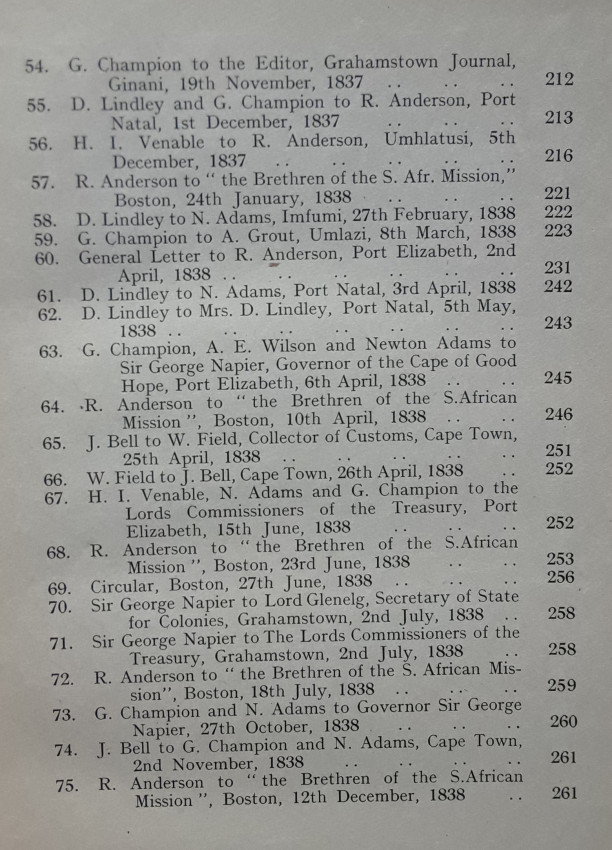 54. G. Champion to the Editor, Grahamstown Journal,
Ginani, 19th November, 1837 .. .. .. 212
55. D. Lindley and G. Champion to R. Anderson, Port
Natal, 1st December, 1837 .. .. .. 213
56. H. I. Venable to R. Anderson, Umhlatusi, 5th
December, 1837 .. .. .. .. .. 216
57. R. Anderson to " the Brethren of the S. Afr. Mission,"
Boston, 24th January, 1838 .. .. .. 221
58. D. Lindley to N. Adams, Imfumi, 27th February, 1838 222
59. G. Champion to A. Grout, Umlazi, 8th March, 1838 223
60. General Letter to R. Anderson, Port Elizabeth, 2nd
April, 1838 .. .. .. .. .. .. 231
61. D. Lindley to N. Adams, Port Natal, 3rd April, 1838 242
62. D. Lindley to Mrs. D. Lindley, Port Natal, 5th May,
1838 .. .. .. .. .. .. .. 243
63. G. Champion, A. E. Wilson and Newton Adams to
Sir George Napier, Governor of the Cape of Good
Hope, Port Elizabeth, 6th April, 1838 .. .. 245
64. R. Anderson to " the Brethren of the S.African
Mission ", Boston, 10th April, 1838 .. .. 246
65. J. Bell to W. Field, Collector of Customs, Cape Town,
25th April, 1838 .. .. .. .. .. 251
66. W. Field to J. Bell, Cape Town, 26th April, 1838 .. 252
67. H. I. Venable, N. Adams and G. Champion to the
Lords Commissioners of the Treasury, Port
Elizabeth, 15th June, 1838 .. .. .. 252
68. R. Anderson to " the Brethren of the S.African
Mission ", Boston, 23rd June, 1838 .. .. 253
69. Circular, Boston, 27th June, 1838 .. .. .. 256
70. Sir George Napier to Lord Glenelg, Secretary of State
for Colonies, Grahamstown, 2nd July, 1838 .. 258
71. Sir George Napier to The Lords Commissioners of the
Treasury, Grahamstown, 2nd July, 1838 .. 258
72. R. Anderson to " the Brethren of the S. African Mis-
sion", Boston, 18th July, 1838 .. .. .. 259
73. G. Champion and N. Adams to Governor Sir George
Napier, 27th October, 1838 .. .. .. 260
74. J. Bell to G. Champion and N. Adams, Cape Town,
2nd November, 1838 .. .. .. .. 261
75. R. Anderson to " the Brethren of the S.African
Mission ", Boston, 12th December, 1838 .. 261